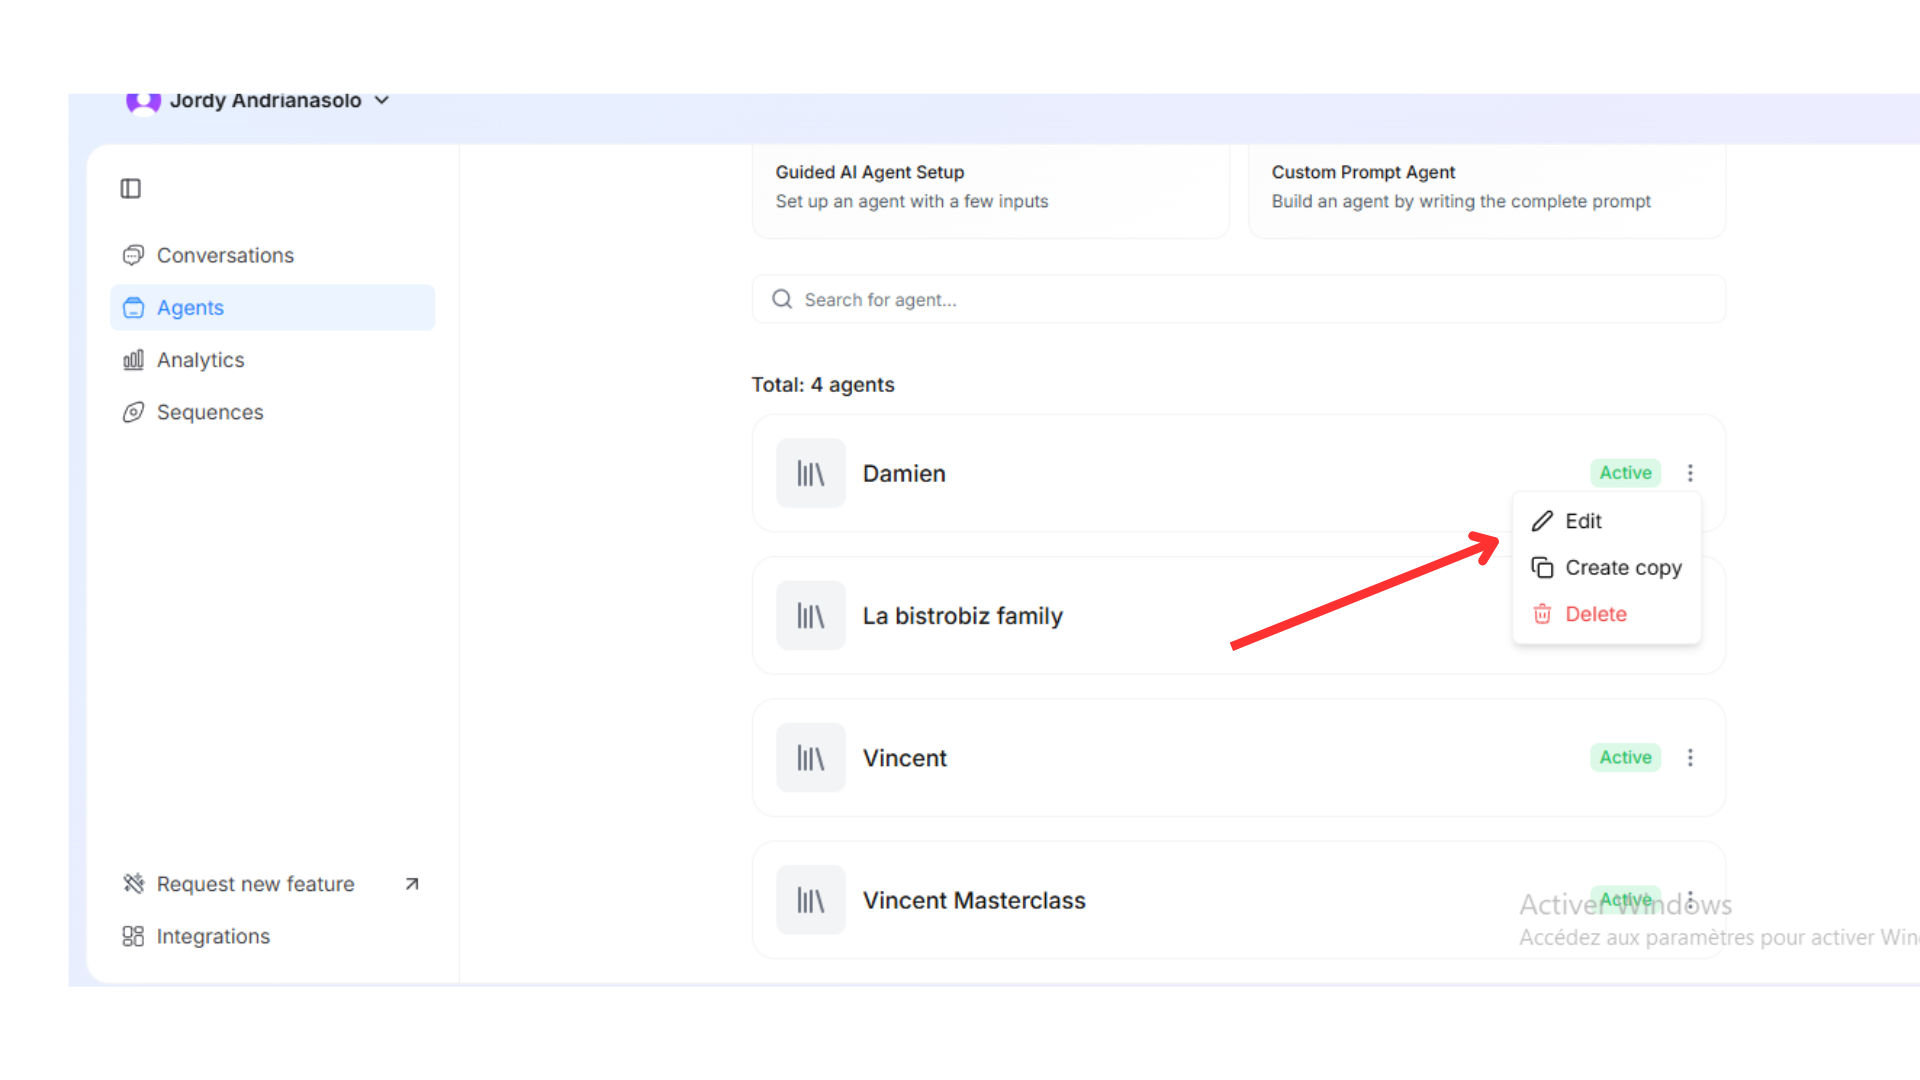 Jordy Andrianasolo
Conversations
Agents
Analytics
Sequences
Request new feature
Integrations
Guided AI Agent Setup
Set up an agent with a few inputs
Custom Prompt Agent
Build an agent by writing the complete prompt
Search for agent...
Total: 4 agents
Damien
Active
Edit
Create copy
Delete
La bistrobiz family
Vincent
Active
Vincent Masterclass
Active
Activer Windows
Accédez aux paramètres pour activer Win